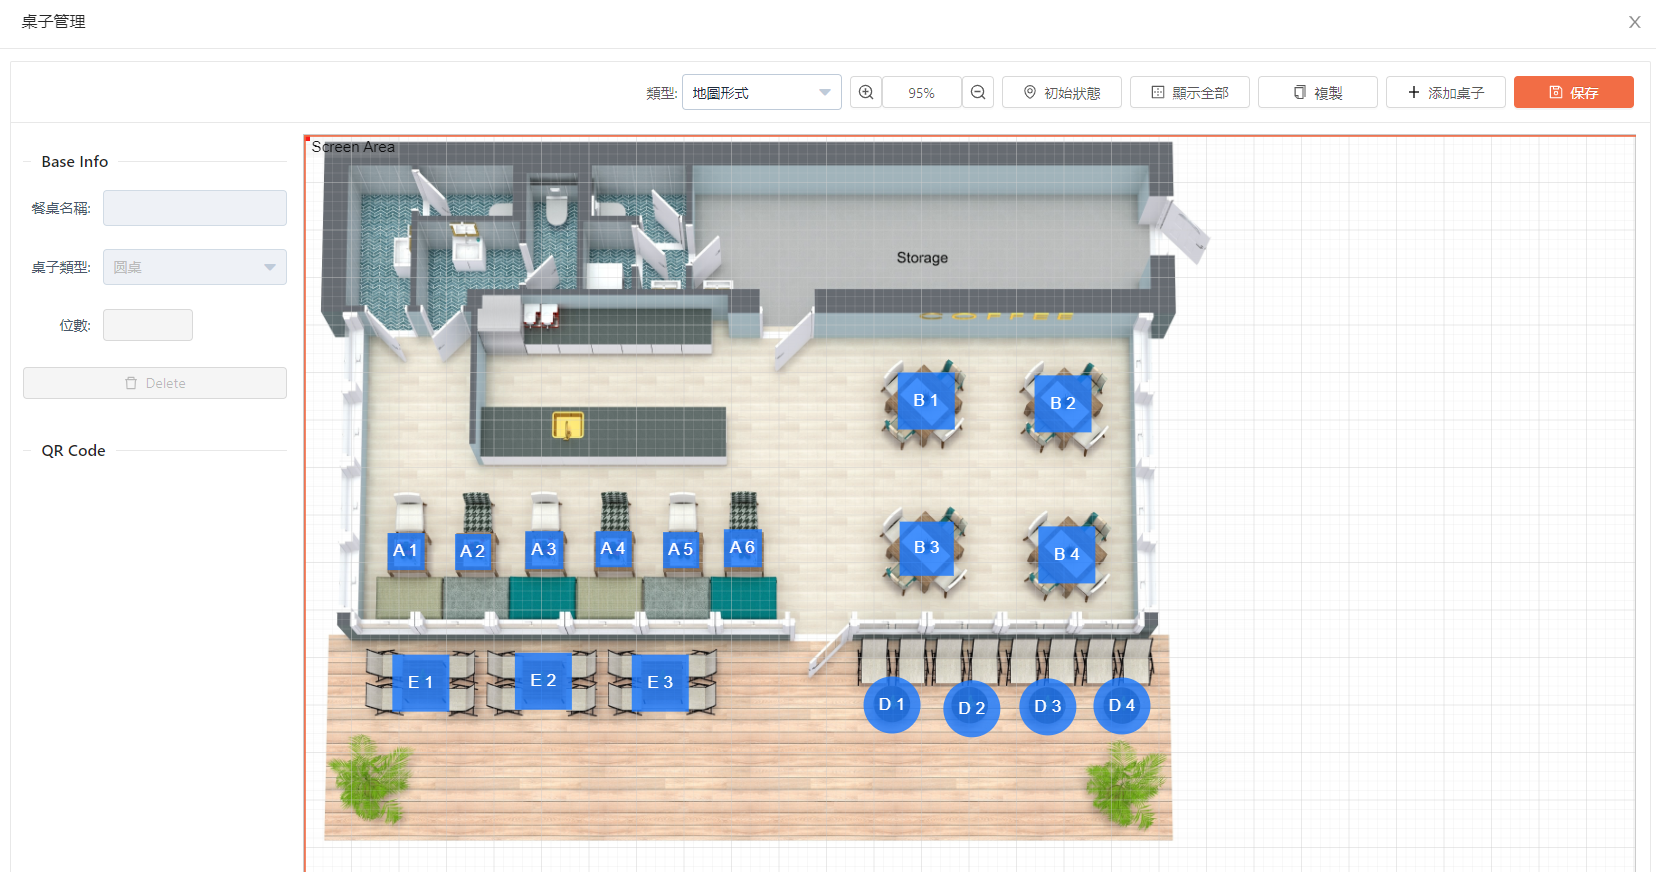 桌子管理
類型: 地圖形式 95% 初始狀態 顯示全部 複製 添加桌子 保存
Base Info
餐桌名稱:
桌子類型: 圆桌
位數:
Delete
QR Code
Screen Area
Storage
COFFEE
B 1
B 2
A 1
A 2
A 3
A 4
A 5
A 6
B 3
B 4
E 1
E 2
E 3
D 1
D 2
D 3
D 4